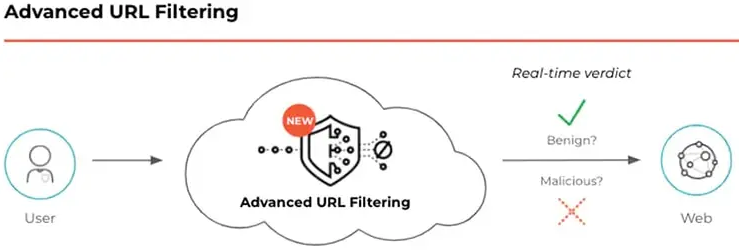 Advanced URL Filtering
Real-time verdict
NEW
Benign?
Malicious?
Advanced URL Filtering
User
Web